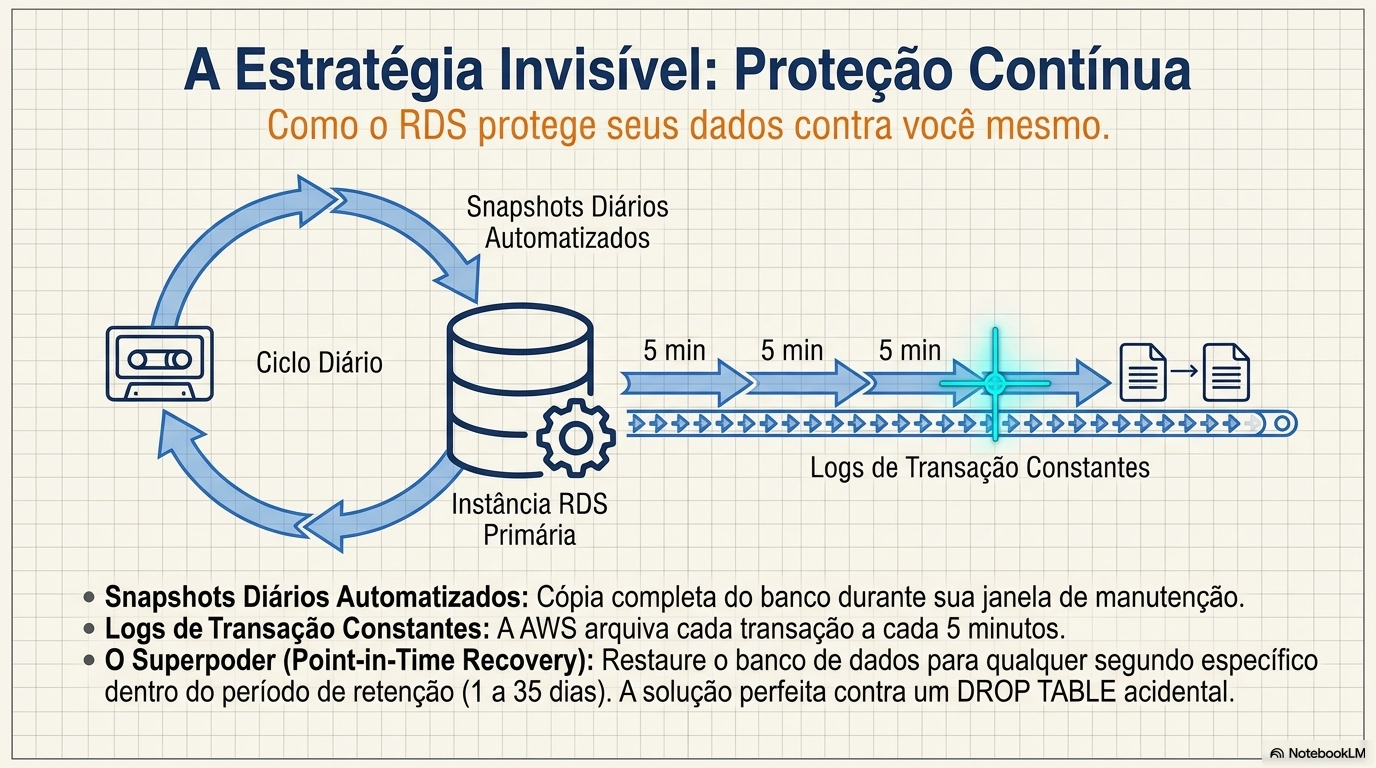 A Estratégia Invisível: Proteção Contínua
Como o RDS protege seus dados contra você mesmo.
Snapshots Diários
Automatizados
Ciclo Diário
5 min
5 min
5 min
Logs de Transação Constantes
Instância RDS
Primária
• Snapshots Diários Automatizados: Cópia completa do banco durante sua janela de manutenção.
• Logs de Transação Constantes: A AWS arquiva cada transação a cada 5 minutos.
• O Superpoder (Point-in-Time Recovery): Restaure o banco de dados para qualquer segundo específico
dentro do período de retenção (1 a 35 dias). A solução perfeita contra um DROP TABLE acidental.
NotebookLM